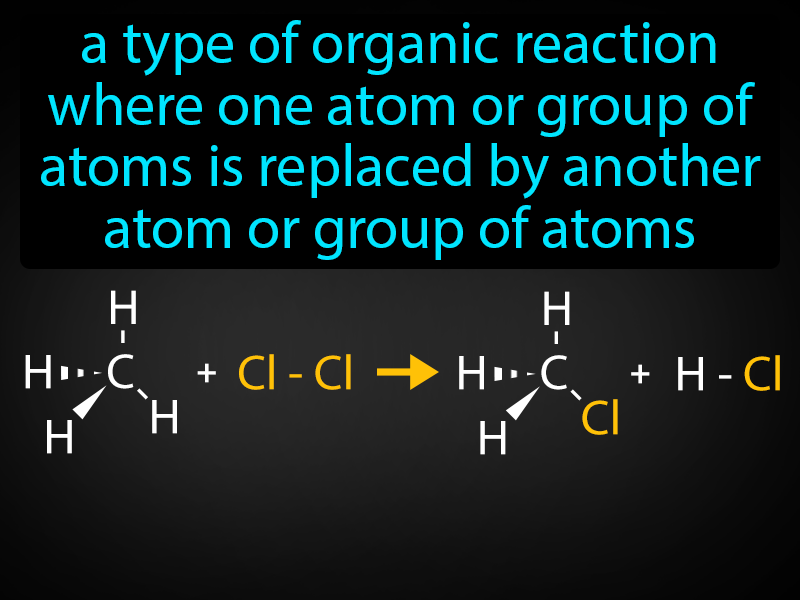 a type of organic reaction
where one atom or group of
atoms is replaced by another
atom or group of atoms
H H
H C + Cl - Cl H C + H - Cl
H H H Cl